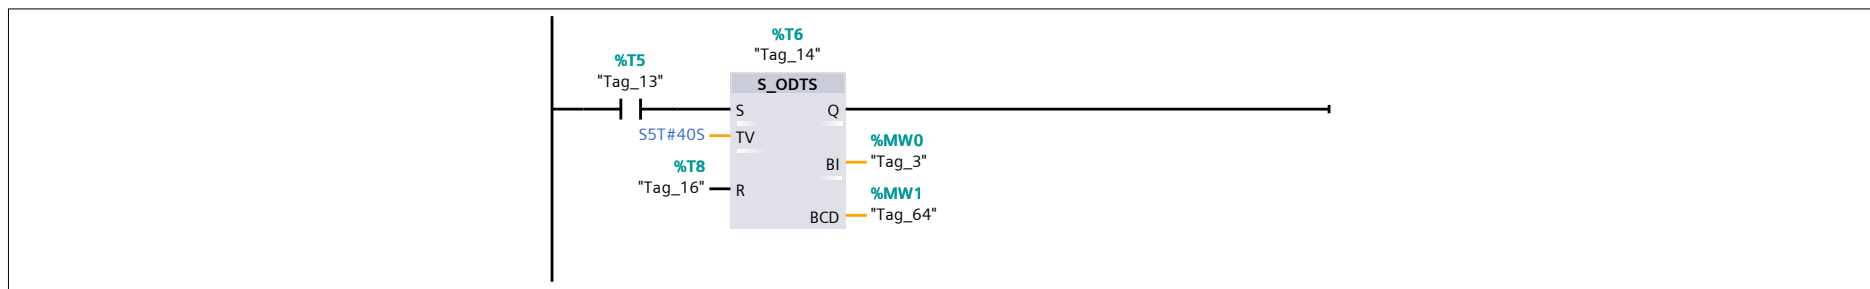 %T6
"Tag_14"
%T5
"Tag_13"
S_ODTS
S Q
S5T#40S TV
%MW0
BI "Tag_3"
%T8
"Tag_16" R
%MW1
BCD "Tag_64"